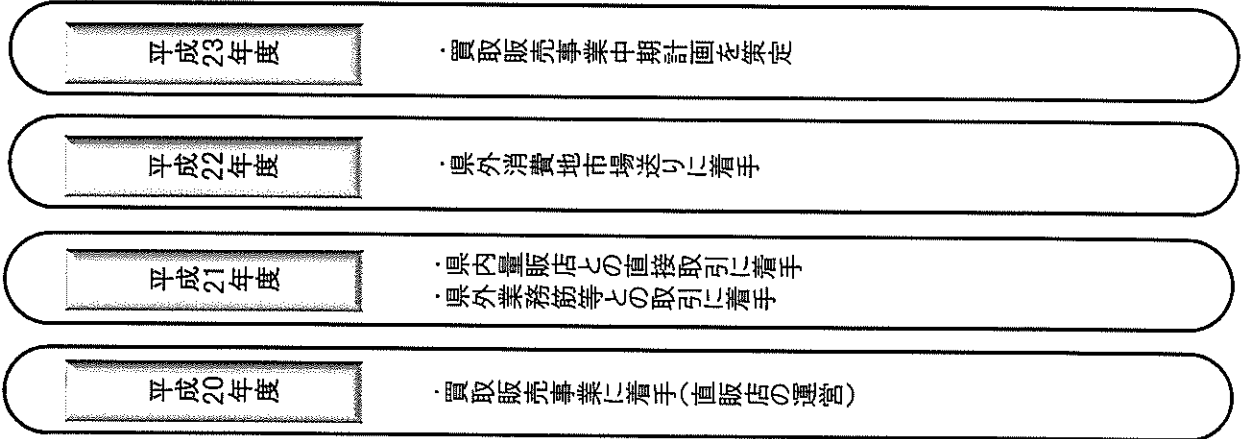 平成23年度
・買取販売事業中期計画を策定
平成22年度
・県外消費地市場送りに着手
平成21年度
・県内量販店との直接取引に着手
・県外業務筋等との取引に着手
平成20年度
・買取販売事業に着手(直販店の運営)